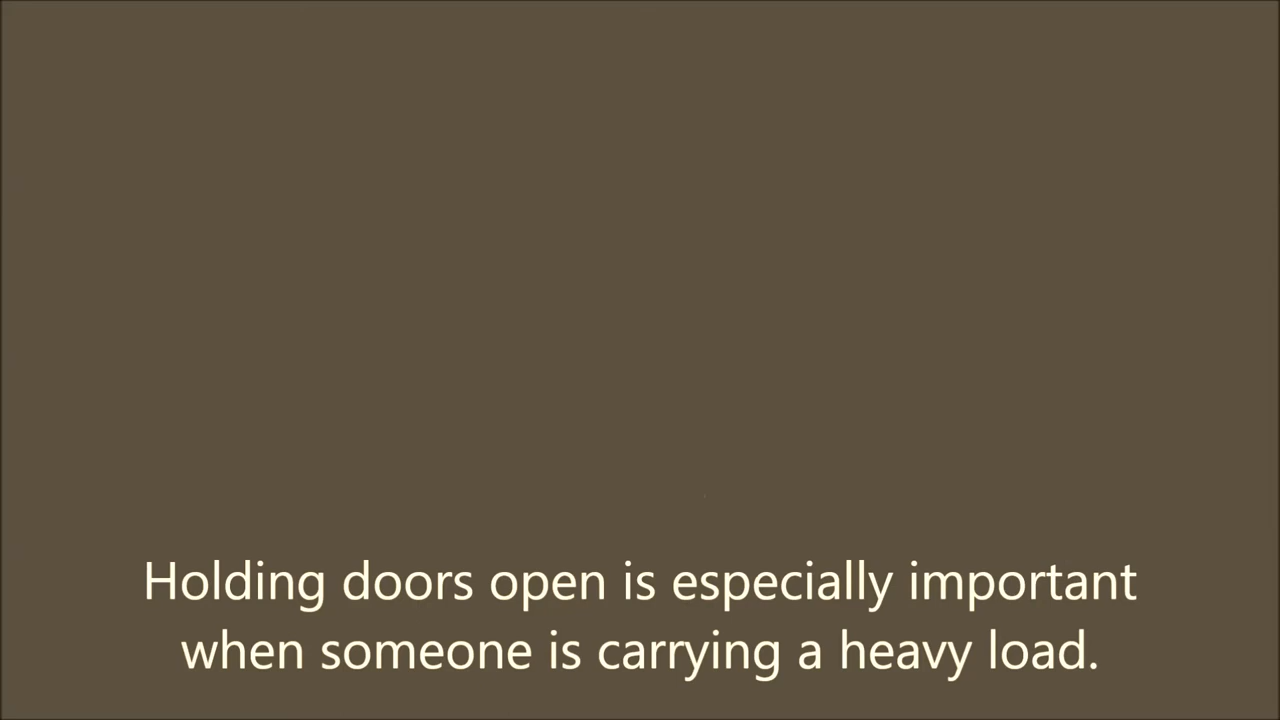 Holding doors open is especially important
when someone is carrying a heavy load.